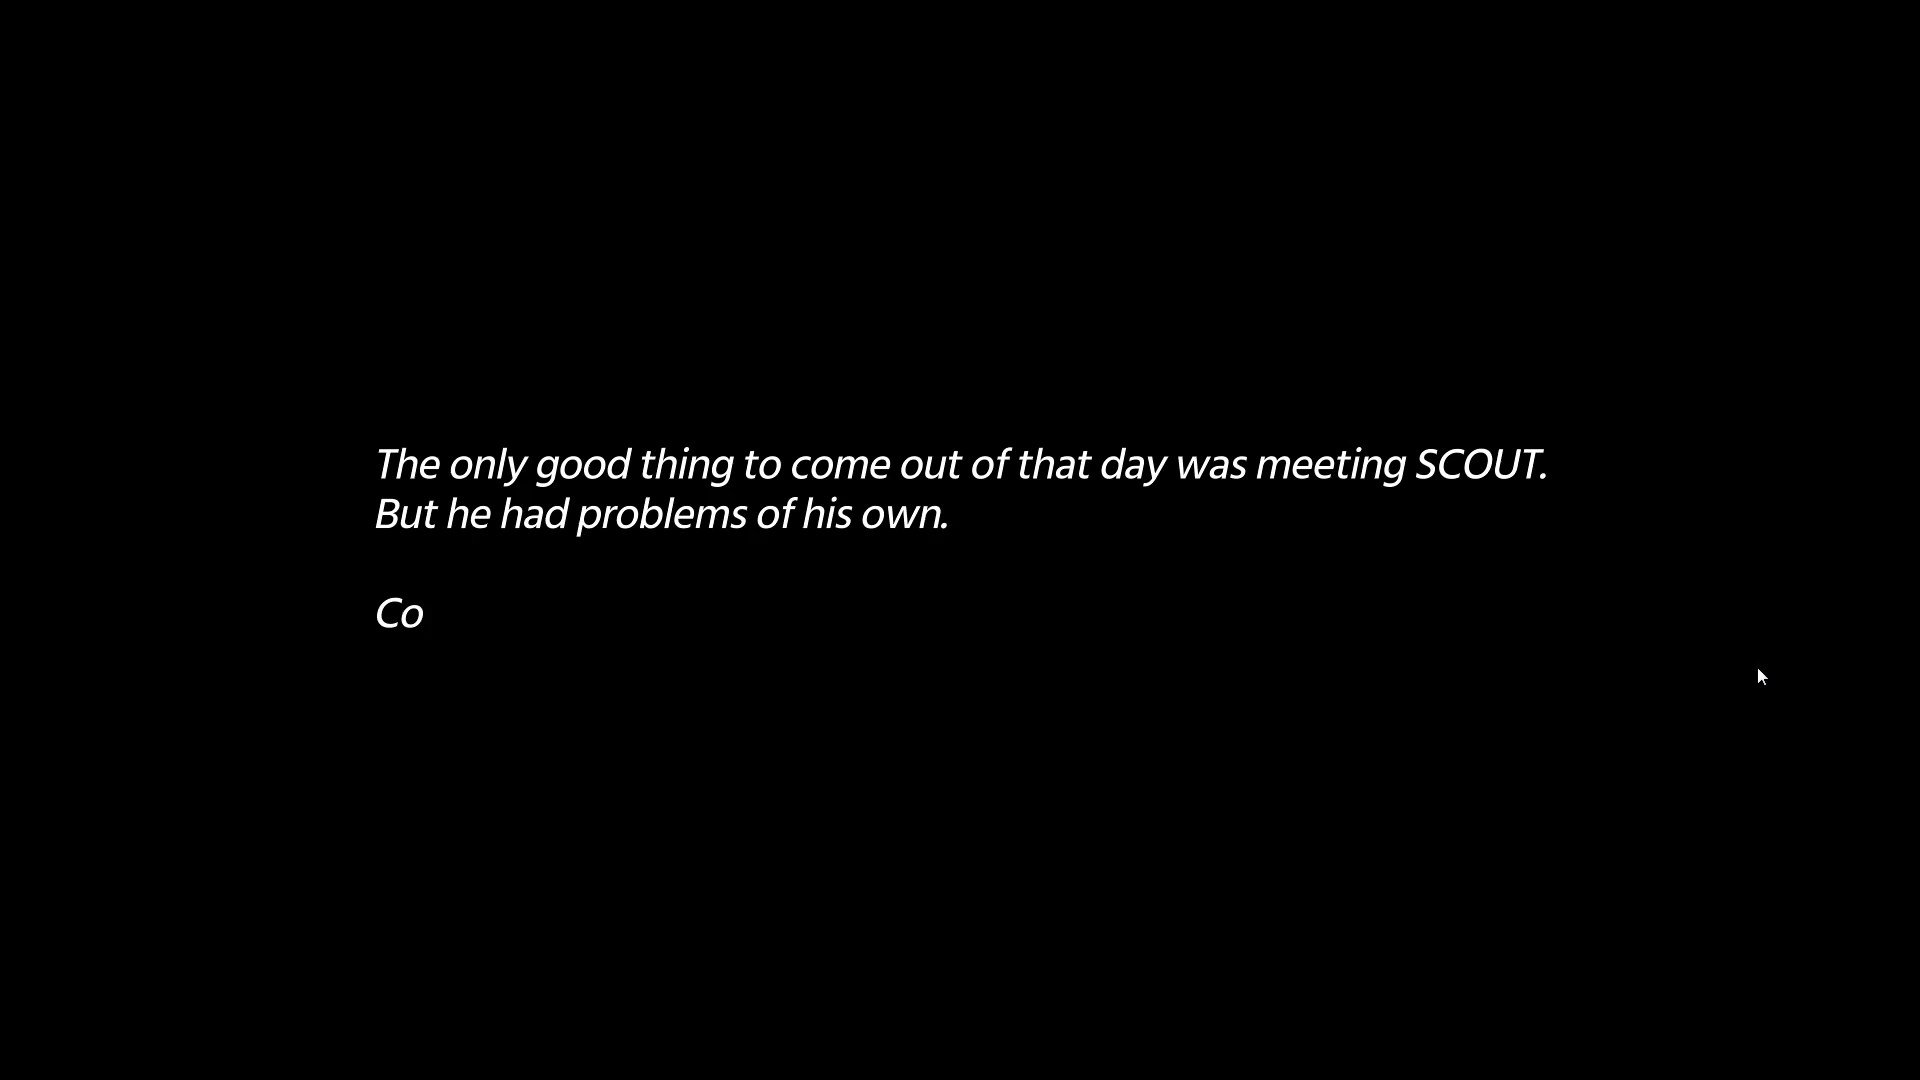 The only good thing to come out of that day was meeting SCOUT.
But he had problems of his own.
Co